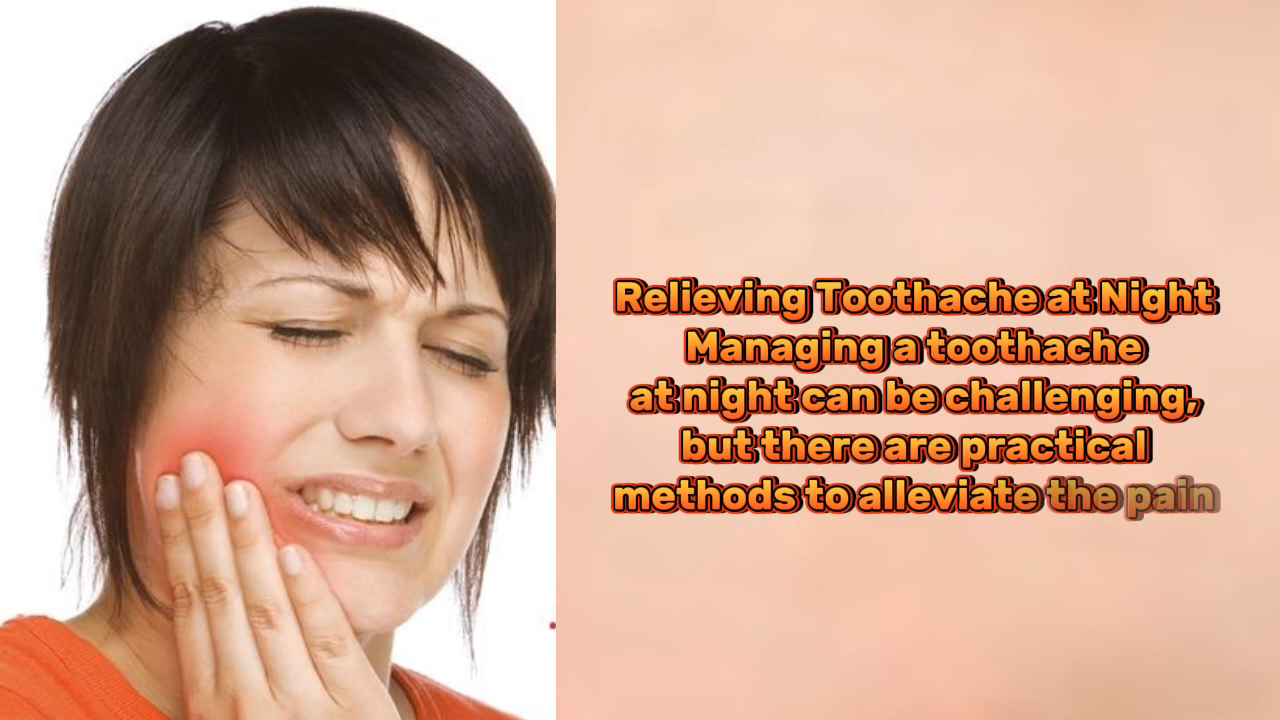 Relieving Toothache at Night
Managing a toothache
at night can be challenging,
but there are practical
methods to alleviate the pain